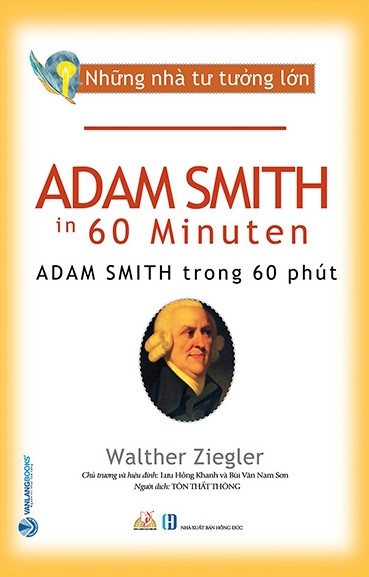 Những nhà tư tưởng lớn
ADAM SMITH
in 60 Minuten
ADAM SMITH trong 60 phút
Walther Ziegler
Chủ trương và hiệu đính: Lưu Hồng Khanh và Bùi Văn Nam Sơn
Người dịch: TÔN THẤT THÔNG
VANLANGBOOKS
NHÀ XUẤT BẢN HỒNG ĐỨC